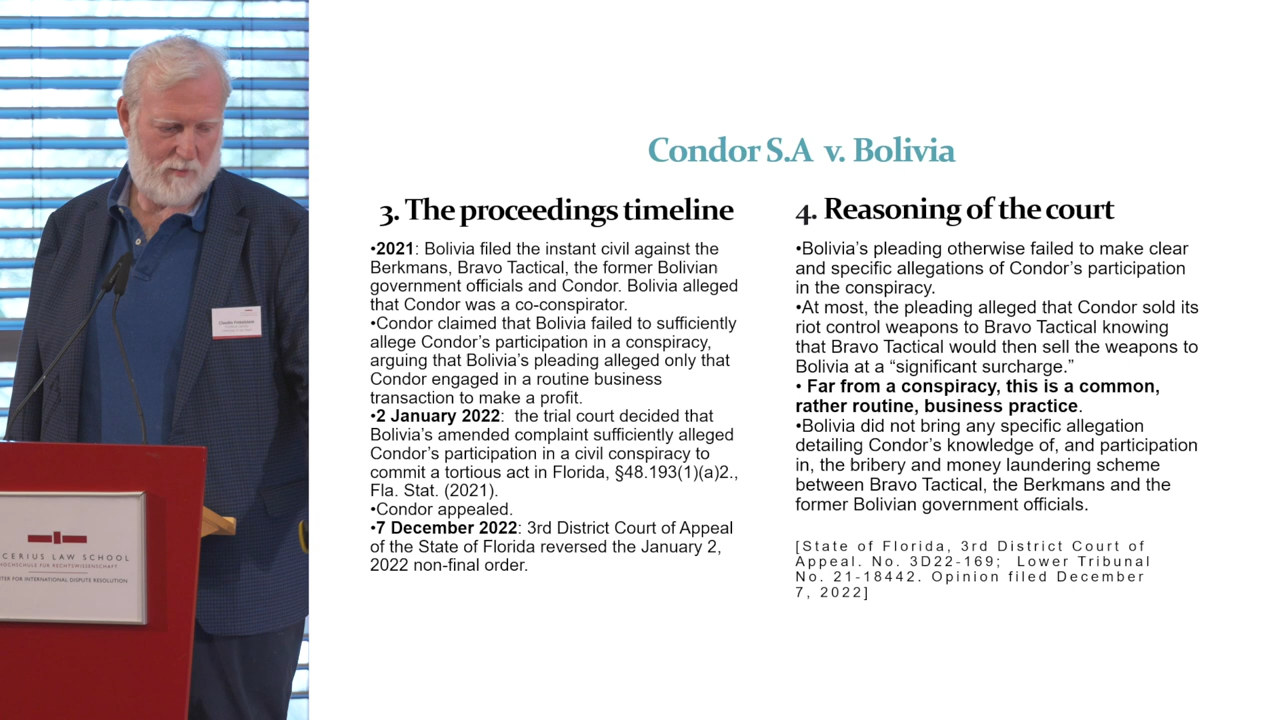 Condor S.A v. Bolivia
3. The proceedings timeline
•2021: Bolivia filed the instant civil against the
Berkmans, Bravo Tactical, the former Bolivian
government officials and Condor. Bolivia alleged
that Condor was a co-conspirator.
•Condor claimed that Bolivia failed to sufficiently
allege Condor’s participation in a conspiracy,
arguing that Bolivia’s pleading alleged only that
Condor engaged in a routine business
transaction to make a profit.
•2 January 2022: the trial court decided that
Bolivia’s amended complaint sufficiently alleged
Condor’s participation in a civil conspiracy to
commit a tortious act in Florida, §48.193(1)(a)2.,
Fla. Stat. (2021).
•Condor appealed.
•7 December 2022: 3rd District Court of Appeal
of the State of Florida reversed the January 2,
2022 non-final order.
4. Reasoning of the court
•Bolivia’s pleading otherwise failed to make clear
and specific allegations of Condor’s participation
in the conspiracy.
•At most, the pleading alleged that Condor sold its
riot control weapons to Bravo Tactical knowing
that Bravo Tactical would then sell the weapons to
Bolivia at a “significant surcharge.”
• Far from a conspiracy, this is a common,
rather routine, business practice.
•Bolivia did not bring any specific allegation
detailing Condor’s knowledge of, and participation
in, the bribery and money laundering scheme
between Bravo Tactical, the Berkmans and the
former Bolivian government officials.
[State of Florida, 3rd District Court of
Appeal. No. 3D22-169; Lower Tribunal
No. 21-18442. Opinion filed December
7, 2022]
CERIUS LAW SCHOOL
HOCHSCHULE FÜR RECHTSWISSENSCHAFT
TER FOR INTERNATIONAL DISPUTE RESOLUTION